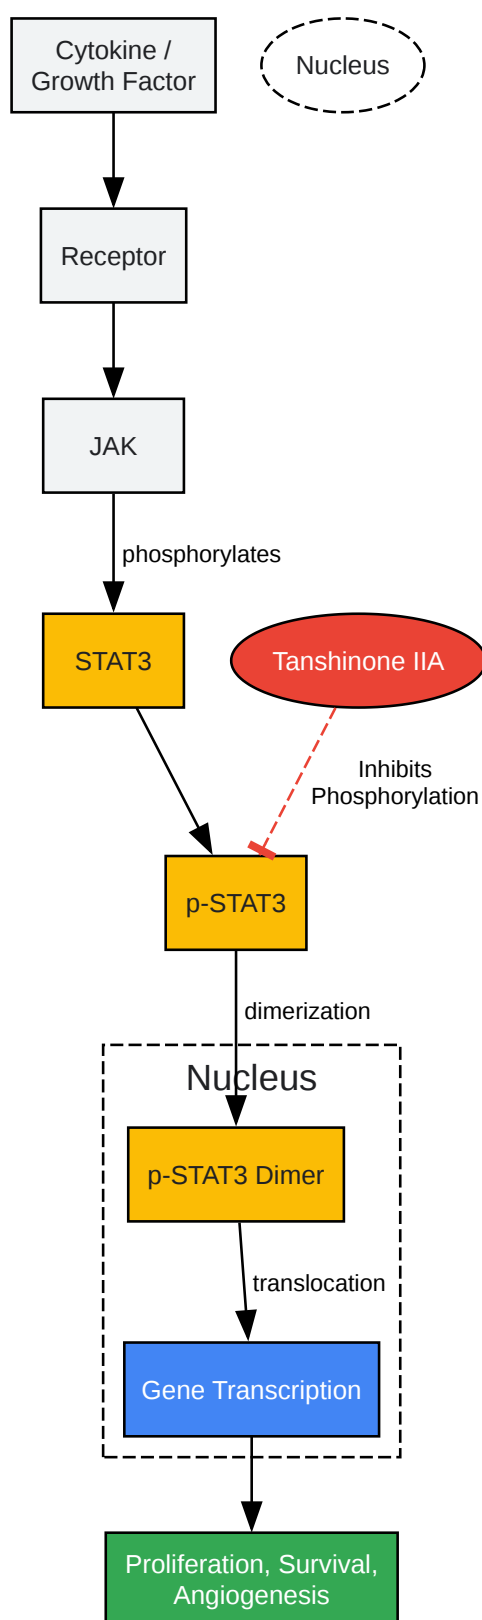 Cytokine /
Growth Factor
Nucleus
Receptor
JAK
phosphorylates
STAT3
Tanshinone IIA
Inhibits
Phosphorylation
p-STAT3
dimerization
Nucleus
p-STAT3 Dimer
translocation
Gene Transcription
Proliferation, Survival,
Angiogenesis